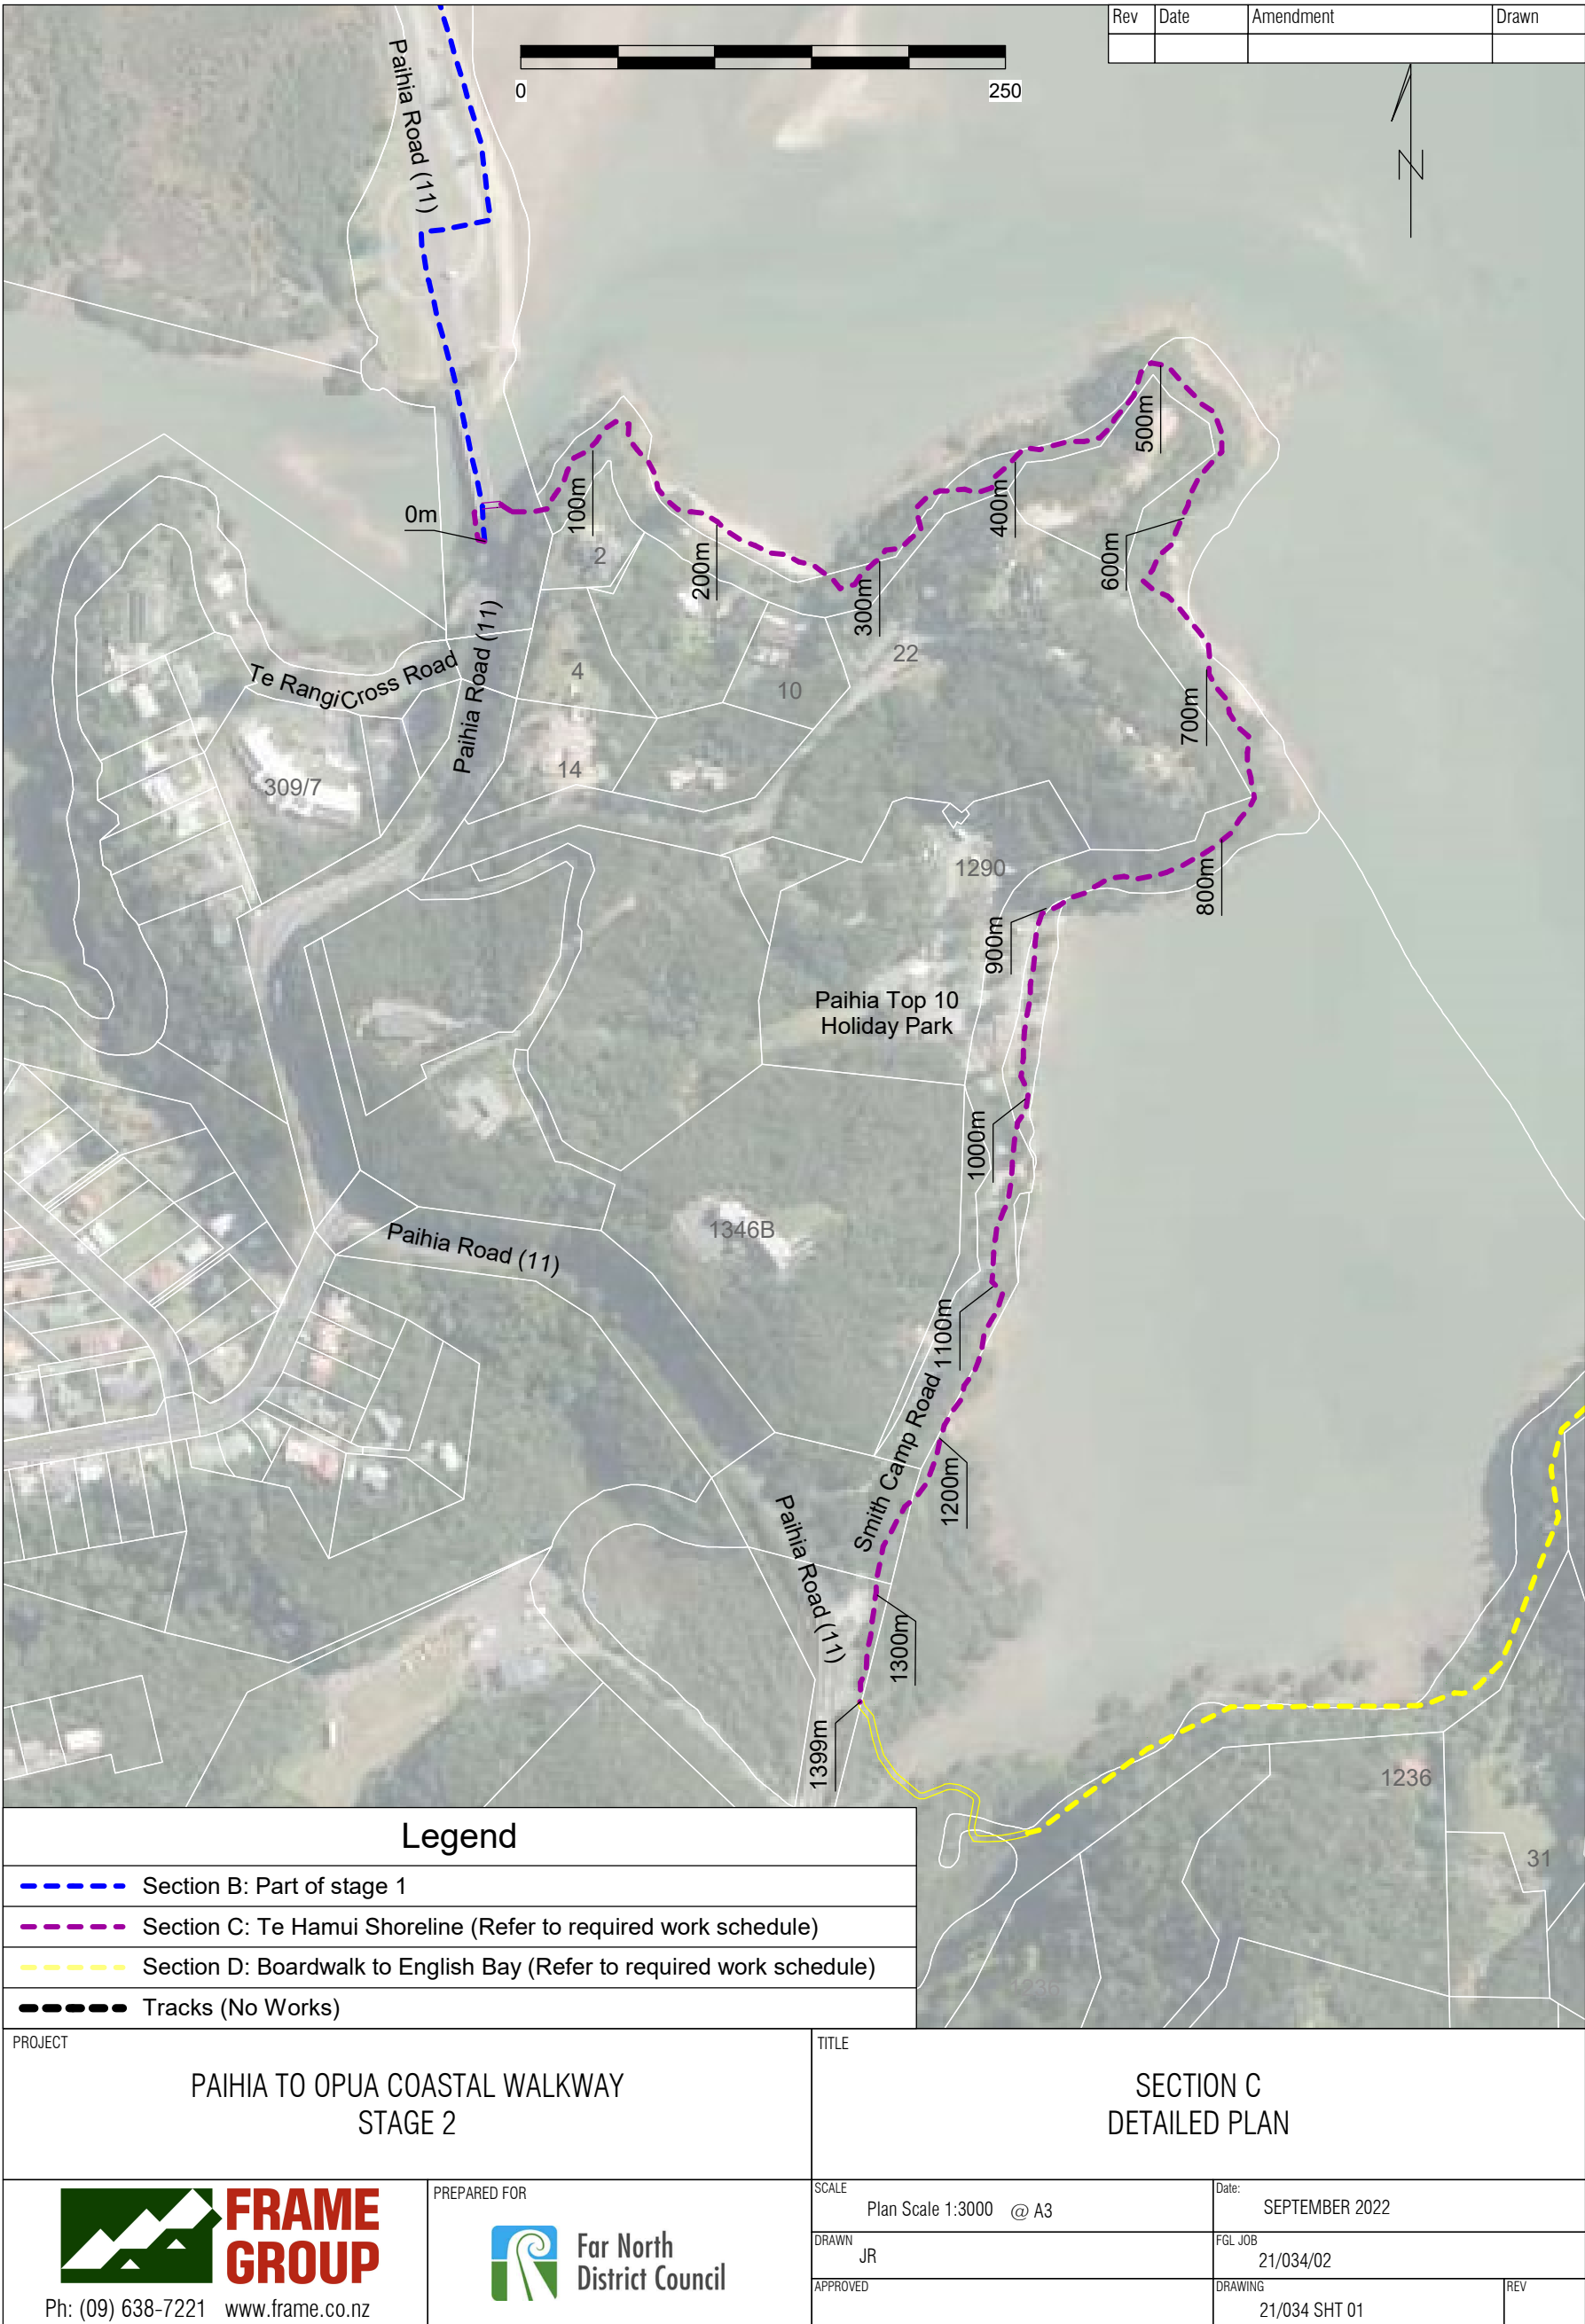 Rev Date Amendment Drawn
0 250
N
Paihia Road (11)
0m
100m
200m
300m
400m
500m
600m
700m
800m
900m
1000m
1100m
1200m
1300m
1399m
2
4
10
22
14
309/7
1290
1346B
1236
31
Te Rangi Cross Road
Paihia Road (11)
Paihia Top 10
Holiday Park
Paihia Road (11)
Smith Camp Road
Paihia Road (11)
Legend
Section B: Part of stage 1
Section C: Te Hamui Shoreline (Refer to required work schedule)
Section D: Boardwalk to English Bay (Refer to required work schedule)
Tracks (No Works)
PROJECT
PAIHIA TO OPUA COASTAL WALKWAY
STAGE 2
TITLE
SECTION C
DETAILED PLAN
FRAME
GROUP
Ph: (09) 638-7221 www.frame.co.nz
PREPARED FOR
Far North
District Council
SCALE
Plan Scale 1:3000 @ A3
Date:
SEPTEMBER 2022
DRAWN
JR
FGL JOB
21/034/02
APPROVED
DRAWING
21/034 SHT 01
REV